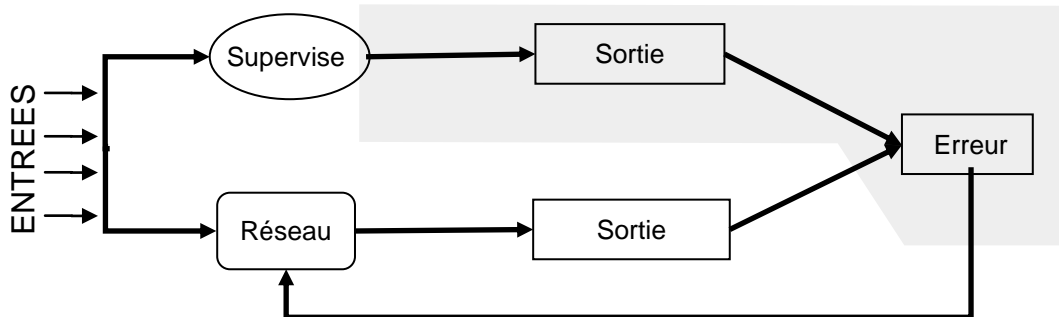 ENTREES
Supervise
Sortie
Erreur
Réseau
Sortie